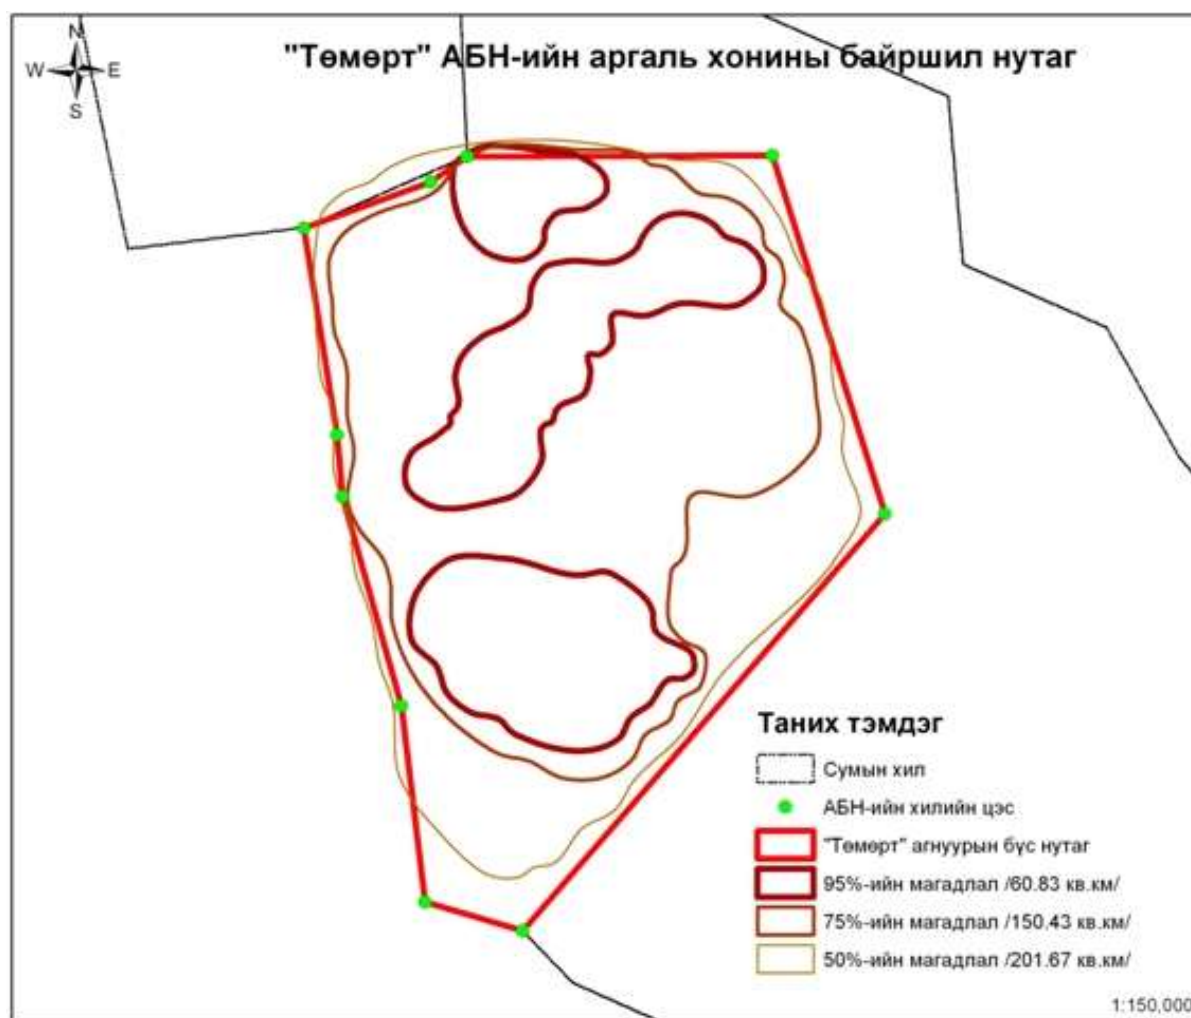 "Төмөрт" АБН-ийн аргаль хонины байршил нутаг
N
W E
S
Таних тэмдэг
Сумын хил
АБН-ийн хилийн цэс
"Төмөрт" агнуурын бүс нутаг
95%-ийн магадлал /60.83 кв.км/
75%-ийн магадлал /150.43 кв.км/
50%-ийн магадлал /201.67 кв.км/
1:150,000